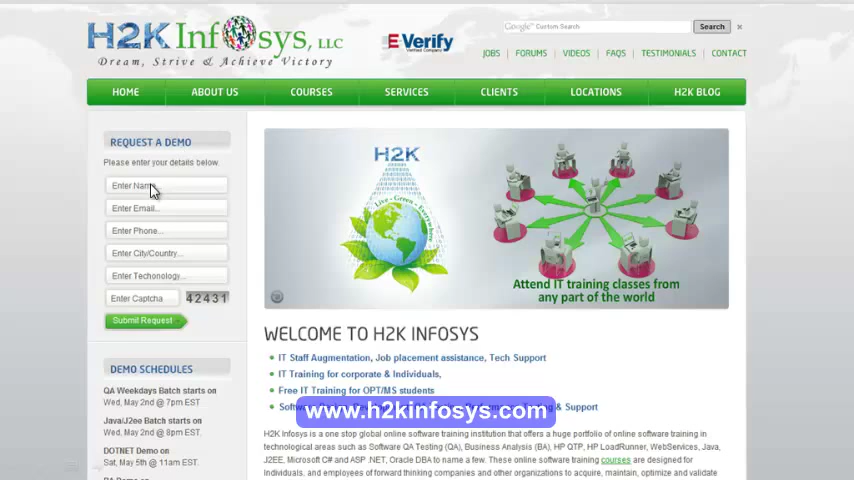 H2K Infosys, LLC
Dream, Strive & Achieve Victory
E Verify
Google Custom Search
Search
JOBS | FORUMS | VIDEOS | FAQS | TESTIMONIALS | CONTACT
HOME ABOUT US COURSES SERVICES CLIENTS LOCATIONS H2K BLOG
REQUEST A DEMO
Please enter your details below.
Enter Name
Enter Email...
Enter Phone...
Enter City/Country...
Enter Techonology...
Enter Captcha 42431
Submit Request
DEMO SCHEDULES
QA Weekdays Batch starts on
Wed, May 2nd @ 7pm EST
Java/J2ee Batch starts on
Wed, May 2nd @ 8pm EST.
DOTNET Demo on
Sat, May 5th @ 11am EST.
H2K
Live - Green - Everywhere
Attend IT training classes from
any part of the world
WELCOME TO H2K INFOSYS
IT Staff Augmentation, Job placement assistance, Tech Support
IT Training for corporate & Individuals,
Free IT Training for OPT/MS students
& Support
www.h2kinfosys.com
H2K Infosys is a one stop global online software training institution that offers a huge portfolio of online software training in
technological areas such as Software QA Testing (QA), Business Analysis (BA), HP QTP, HP LoadRunner, WebServices, Java,
J2EE, Microsoft C# and ASP .NET, Oracle DBA to name a few. These online software training courses are designed for
Individuals, and employees of forward thinking companies and other organizations to acquire, maintain, optimize and validate